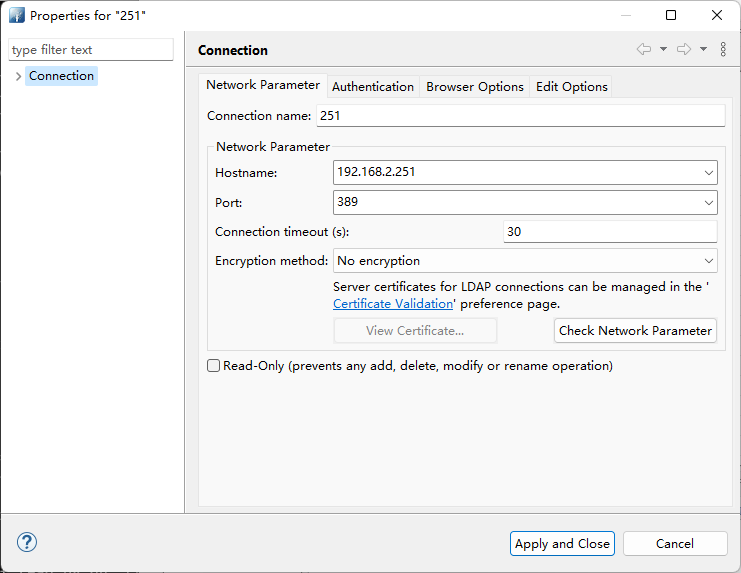 Properties for "251"
type filter text
Connection
Connection
Network Parameter Authentication Browser Options Edit Options
Connection name: 251
Network Parameter
Hostname: 192.168.2.251
Port: 389
Connection timeout (s): 30
Encryption method: No encryption
Server certificates for LDAP connections can be managed in the '
Certificate Validation' preference page.
View Certificate... Check Network Parameter
Read-Only (prevents any add, delete, modify or rename operation)
? Apply and Close Cancel